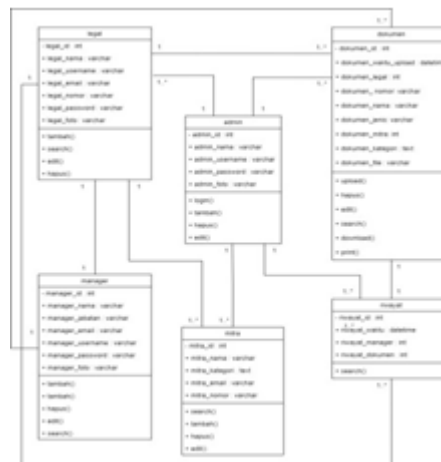 legal
- legal_id : int
+ legal_nama : varchar
+ legal_username : varchar
+ legal_email : varchar
+ legal_nomor : varchar
+ legal_password : varchar
+ legal_foto : varchar
+ tambah()
+ search()
+ edit()
+ hapus()
dokumen
- dokumen_id : int
+ dokumen_waktu_upload : datetime
+ dokumen_legal : int
+ dokumen_nomor : varchar
+ dokumen_nama : varchar
+ dokumen_jenis : varchar
+ dokumen_mitra : int
+ dokumen_kategori : text
+ dokumen_file : varchar
+ upload()
+ hapus()
+ edit()
+ search()
+ download()
+ print()
admin
- admin_id : int
+ admin_nama : varchar
+ admin_username : varchar
+ admin_password : varchar
+ admin_foto : varchar
+ login()
+ tambah()
+ hapus()
+ edit()
manager
- manager_id : int
+ manager_nama : varchar
+ manager_jabatan : varchar
+ manager_email : varchar
+ manager_username : varchar
+ manager_password : varchar
+ manager_foto : varchar
+ tambah()
+ tambah()
+ hapus()
+ edit()
+ search()
mitra
- mitra_id : int
+ mitra_nama : varchar
+ mitra_kategori : text
+ mitra_email : varchar
+ mitra_nomor : varchar
+ search()
+ tambah()
+ hapus()
+ edit()
riwayat
- riwayat_id : int
+ riwayat_waktu : datetime
+ riwayat_manager : int
+ riwayat_dokumen : int
+ search()